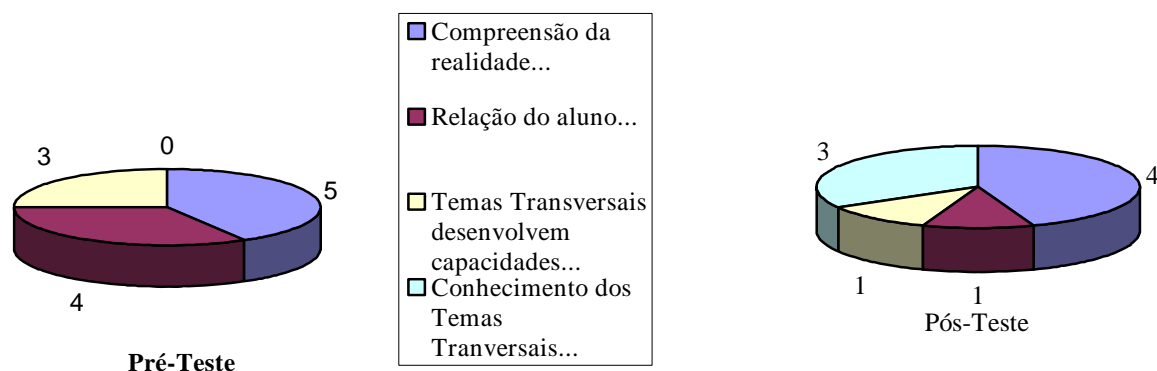 0
3
5
4
Pré-Teste
Compreensão da
realidade...
Relação do aluno...
Temas Transversais
desenvolvem
capacidades...
Conhecimento dos
Temas
Tranversais...
3
4
1
1
Pós-Teste